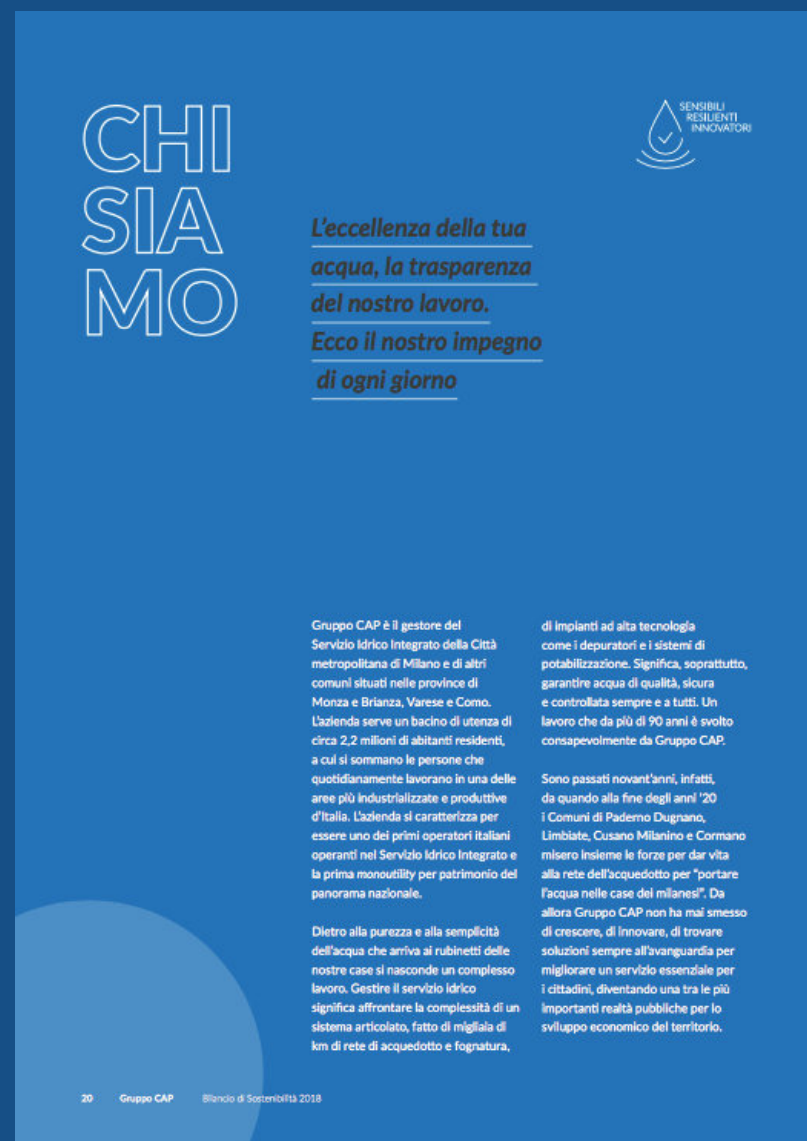 CHI
SIA
MO
SENSIBILI
RESILIENTI
INNOVATORI
L'eccellenza della tua
acqua, la trasparenza
del nostro lavoro.
Ecco il nostro impegno
di ogni giorno
Gruppo CAP è il gestore del
Servizio Idrico Integrato della Città
metropolitana di Milano e di altri
comuni situati nelle province di
Monza e Brianza, Varese e Como.
L'azienda serve un bacino di utenza di
circa 2,2 milioni di abitanti residenti,
a cui si sommano le persone che
quotidianamente lavorano in una delle
aree più industrializzate e produttive
d'Italia. L'azienda si caratterizza per
essere uno dei primi operatori italiani
operanti nel Servizio Idrico Integrato e
la prima monoutility per patrimonio del
panorama nazionale.
Dietro alla purezza e alla semplicità
dell'acqua che arriva ai rubinetti delle
nostre case si nasconde un complesso
lavoro. Gestire il servizio idrico
significa affrontare la complessità di un
sistema articolato, fatto di migliaia di
km di rete di acquedotto e fognatura,
di impianti ad alta tecnologia
come i depuratori e i sistemi di
potabilizzazione. Significa, soprattutto,
garantire acqua di qualità, sicura
e controllata sempre e a tutti. Un
lavoro che da più di 90 anni è svolto
consapevolmente da Gruppo CAP.
Sono passati novant'anni, infatti,
da quando alla fine degli anni '20
i Comuni di Paderno Dugnano,
Limbiate, Cusano Milanino e Cormano
misero insieme le forze per dar vita
alla rete dell'acquedotto per "portare
l'acqua nelle case dei milanesi". Da
allora Gruppo CAP non ha mai smesso
di crescere, di innovare, di trovare
soluzioni sempre all'avanguardia per
migliorare un servizio essenziale per
i cittadini, diventando una tra le più
importanti realtà pubbliche per lo
sviluppo economico del territorio.
20 Gruppo CAP Bilancio di Sostenibilità 2018